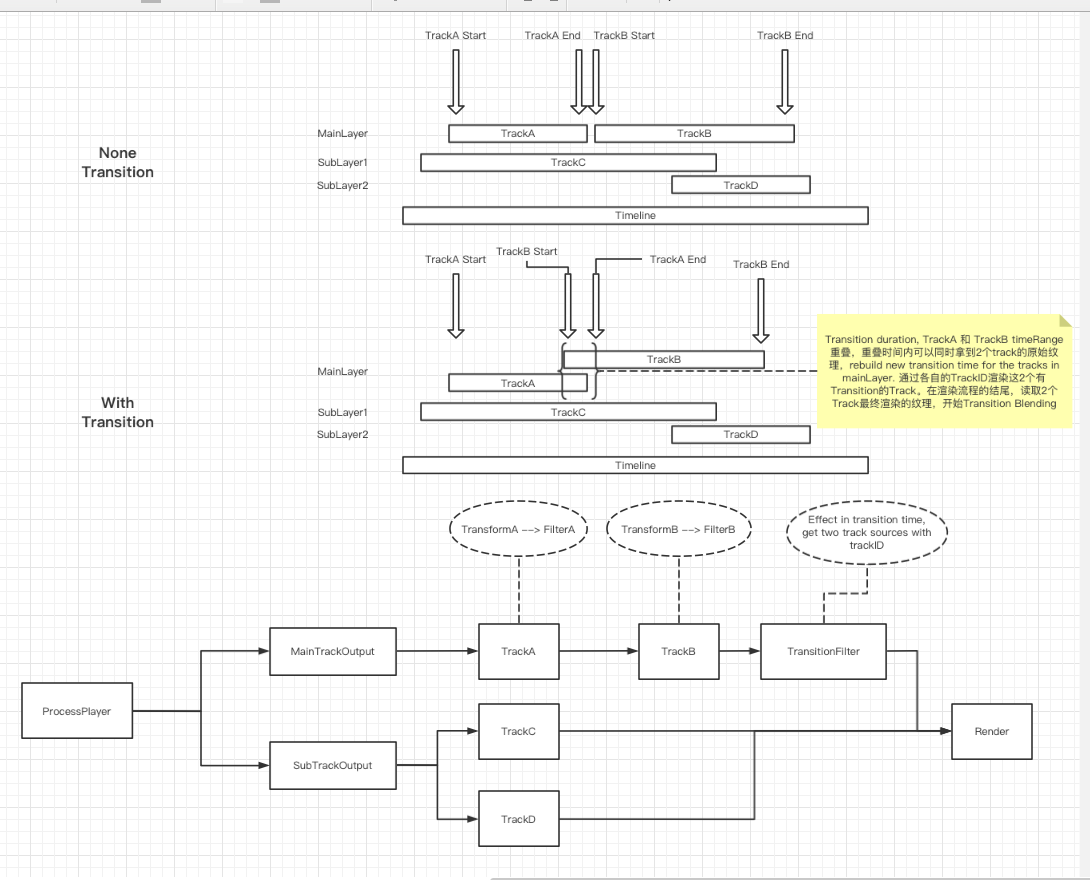 TrackA Start
TrackA End
TrackB Start
TrackB End
MainLayer
TrackA
TrackB
None
Transition
SubLayer1
TrackC
SubLayer2
TrackD
Timeline
TrackA Start
TrackB Start
TrackA End
TrackB End
MainLayer
TrackB
TrackA
With
Transition
SubLayer1
TrackC
SubLayer2
TrackD
Timeline
Transition duration, TrackA 和 TrackB timeRange
重叠，重叠时间内可以同时拿到2个track的原始纹
理，rebuild new transition time for the tracks in
mainLayer. 通过各自的TrackID渲染这2个有
Transition的Track。在渲染流程的结尾，读取2个
Track最终渲染的纹理，开始Transition Blending
TransformA --> FilterA
TransformB --> FilterB
Effect in transition time,
get two track sources with
trackID
MainTrackOutput
TrackA
TrackB
TransitionFilter
ProcessPlayer
TrackC
Render
SubTrackOutput
TrackD